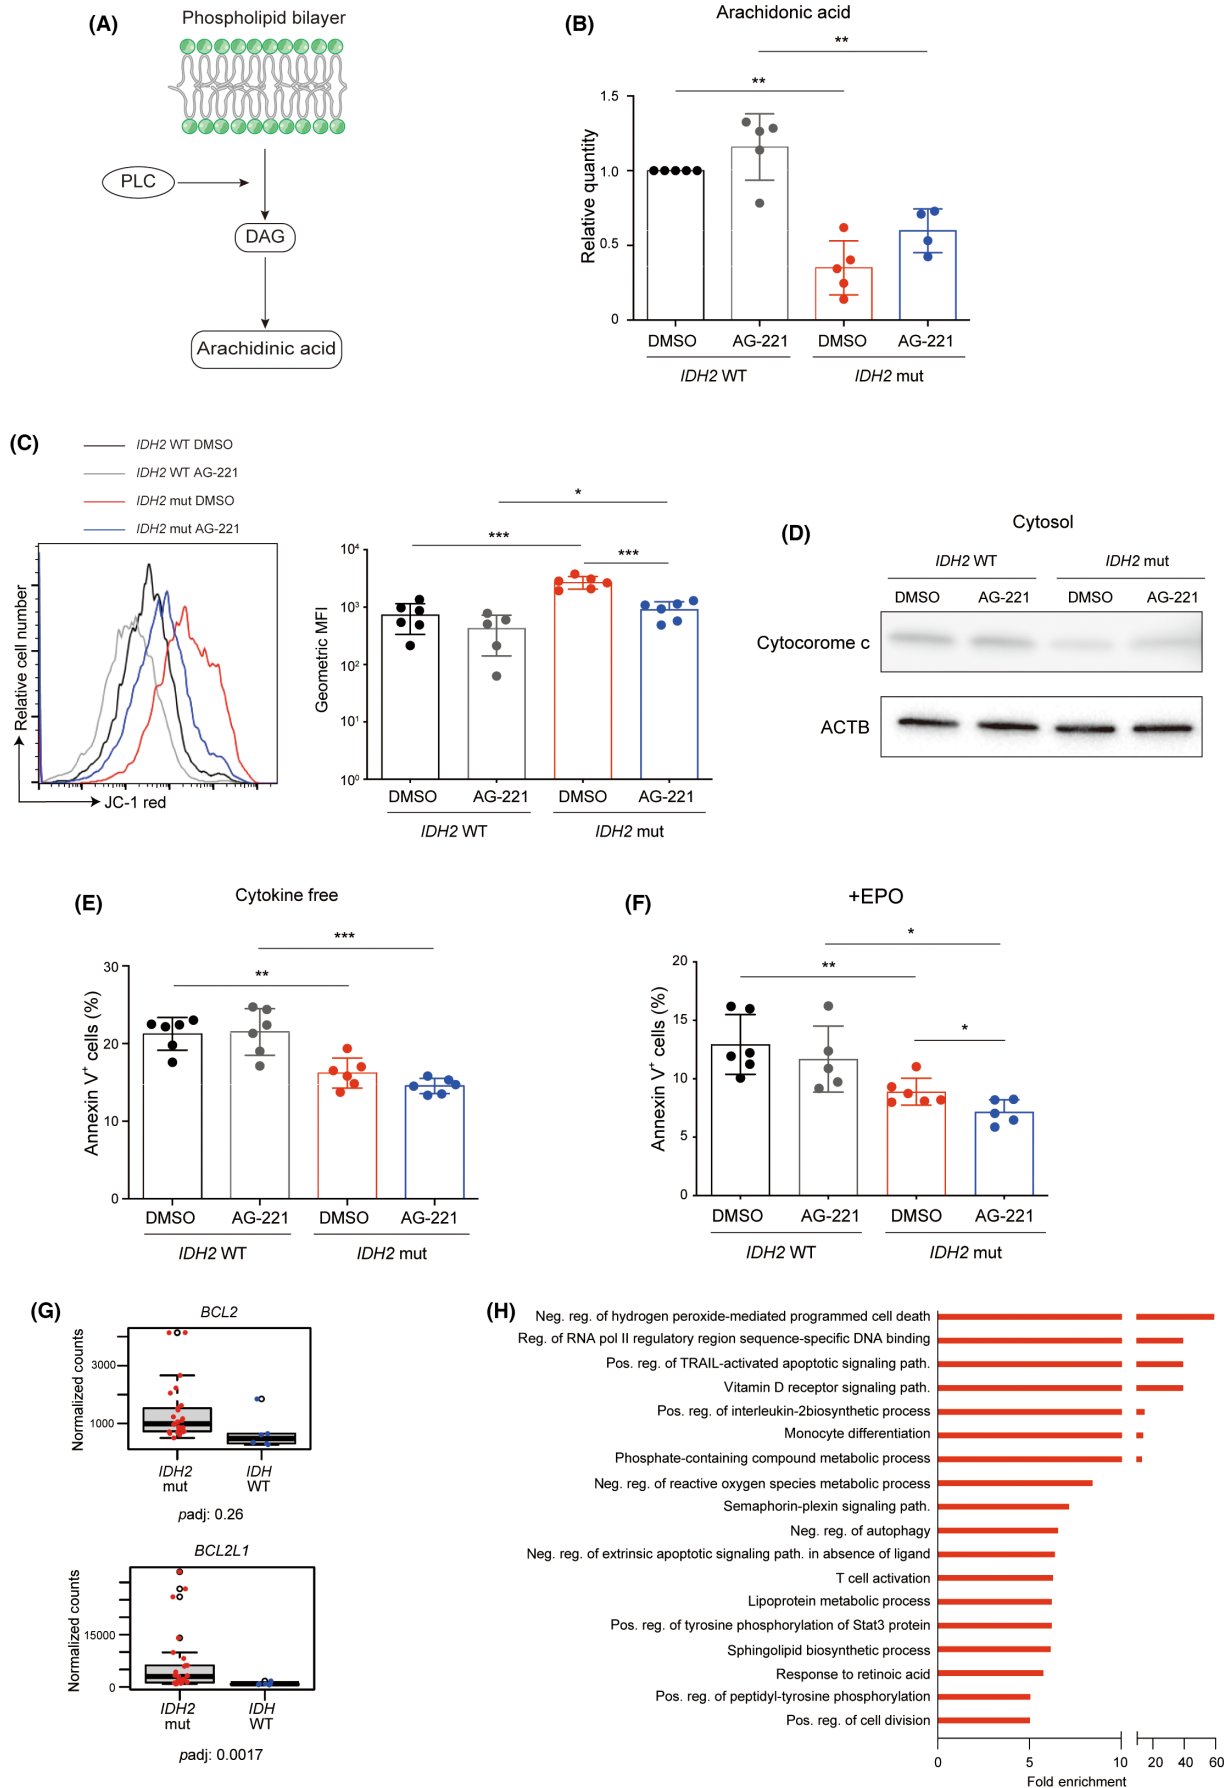 (A)
Phospholipid bilayer
PLC
DAG
Arachidinic acid
(B)
Arachidonic acid
**
**
Relative quantity
1.5
1.0
0.5
0
DMSO AG-221 DMSO AG-221
IDH2 WT IDH2 mut
(C)
IDH2 WT DMSO
IDH2 WT AG-221
IDH2 mut DMSO
IDH2 mut AG-221
Relative cell number
JC-1 red
*
***
***
Geometric MFI
10⁴
10³
10²
10¹
10⁰
DMSO AG-221 DMSO AG-221
IDH2 WT IDH2 mut
(D)
Cytosol
IDH2 WT IDH2 mut
DMSO AG-221 DMSO AG-221
Cytocorome c
ACTB
(E)
Cytokine free
***
**
Annexin V⁺ cells (%)
30
20
10
0
DMSO AG-221 DMSO AG-221
IDH2 WT IDH2 mut
(F)
+EPO
*
**
*
Annexin V⁺ cells (%)
20
15
10
5
0
DMSO AG-221 DMSO AG-221
IDH2 WT IDH2 mut
(G)
BCL2
Normalized counts
3000
1000
IDH2 IDH
mut WT
padj: 0.26
BCL2L1
Normalized counts
15000
0
IDH2 IDH
mut WT
padj: 0.0017
(H)
Neg. reg. of hydrogen peroxide-mediated programmed cell death
Reg. of RNA pol II regulatory region sequence-specific DNA binding
Pos. reg. of TRAIL-activated apoptotic signaling path.
Vitamin D receptor signaling path.
Pos. reg. of interleukin-2biosynthetic process
Monocyte differentiation
Phosphate-containing compound metabolic process
Neg. reg. of reactive oxygen species metabolic process
Semaphorin-plexin signaling path.
Neg. reg. of autophagy
Neg. reg. of extrinsic apoptotic signaling path. in absence of ligand
T cell activation
Lipoprotein metabolic process
Pos. reg. of tyrosine phosphorylation of Stat3 protein
Sphingolipid biosynthetic process
Response to retinoic acid
Pos. reg. of peptidyl-tyrosine phosphorylation
Pos. reg. of cell division
0 5 10 20 40 60
Fold enrichment